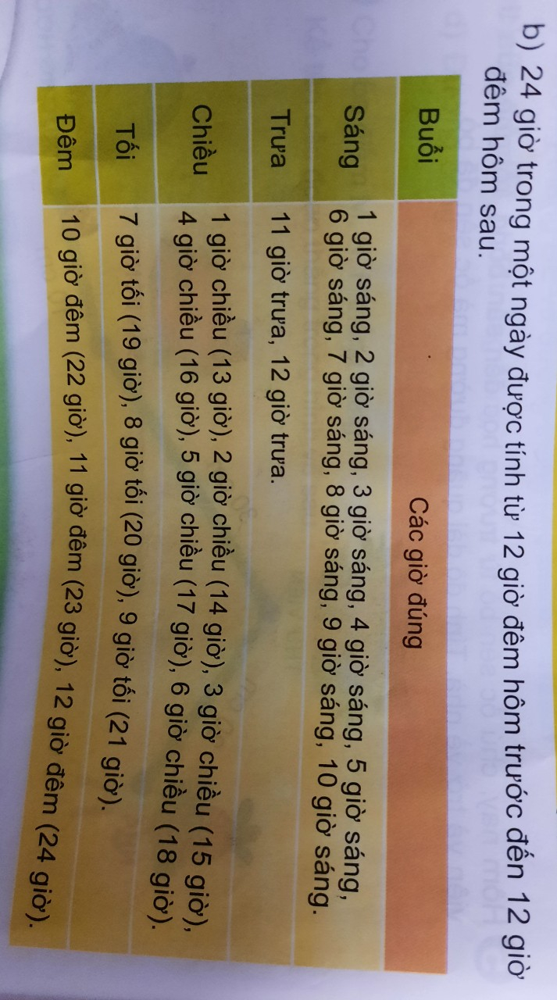 b) 24 giờ trong một ngày được tính từ 12 giờ đêm hôm trước đến 12 giờ
đêm hôm sau.
Buổi
Các giờ đúng
Sáng
1 giờ sáng, 2 giờ sáng, 3 giờ sáng, 4 giờ sáng, 5 giờ sáng,
6 giờ sáng, 7 giờ sáng, 8 giờ sáng, 9 giờ sáng, 10 giờ sáng.
Trưa
11 giờ trưa, 12 giờ trưa.
Chiều
1 giờ chiều (13 giờ), 2 giờ chiều (14 giờ), 3 giờ chiều (15 giờ),
4 giờ chiều (16 giờ), 5 giờ chiều (17 giờ), 6 giờ chiều (18 giờ).
Tối
7 giờ tối (19 giờ), 8 giờ tối (20 giờ), 9 giờ tối (21 giờ).
Đêm
10 giờ đêm (22 giờ), 11 giờ đêm (23 giờ), 12 giờ đêm (24 giờ).